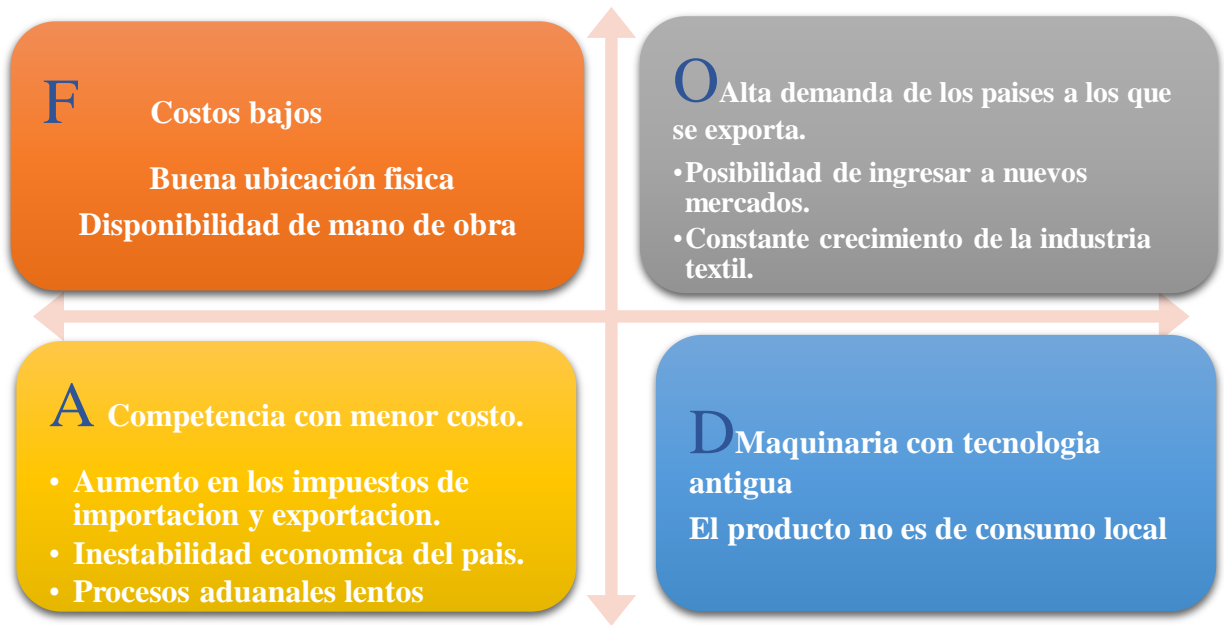 F Costos bajos
Buena ubicación fisica
Disponibilidad de mano de obra
OAlta demanda de los paises a los que
se exporta.
•Posibilidad de ingresar a nuevos
mercados.
•Constante crecimiento de la industria
textil.
A Competencia con menor costo.
• Aumento en los impuestos de
importacion y exportacion.
• Inestabilidad economica del pais.
• Procesos aduanales lentos
DMaquinaria con tecnologia
antigua
El producto no es de consumo local